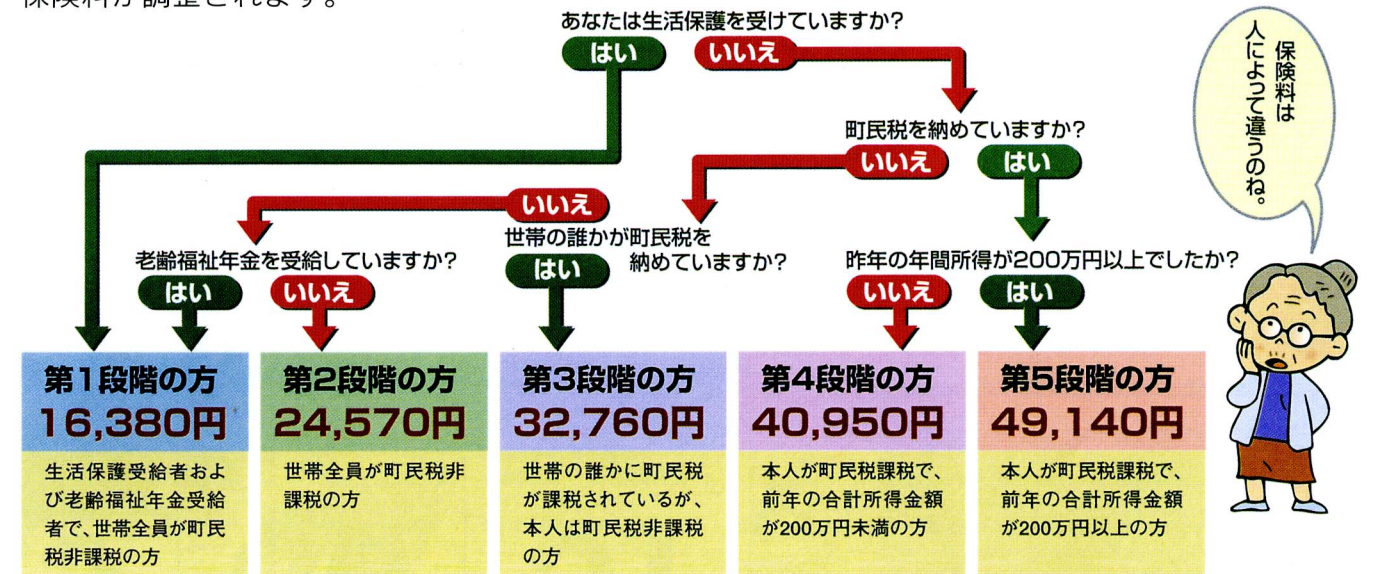 保険料が調整されます。
あなたは生活保護を受けていますか?
はい
いいえ
町民税を納めていますか?
いいえ
はい
いいえ
世帯の誰かが町民税を
納めていますか?
はい
老齢福祉年金を受給していますか?
はい
いいえ
昨年の年間所得が200万円以上でしたか?
いいえ
はい
保険料は
人によって違うのね。
第1段階の方
16,380円
生活保護受給者およ
び老齢福祉年金受給
者で、世帯全員が町民
税非課税の方
第2段階の方
24,570円
世帯全員が町民税非
課税の方
第3段階の方
32,760円
世帯の誰かに町民税
が課税されているが、
本人は町民税非課税
の方
第4段階の方
40,950円
本人が町民税課税で、
前年の合計所得金額
が200万円未満の方
第5段階の方
49,140円
本人が町民税課税で、
前年の合計所得金額
が200万円以上の方